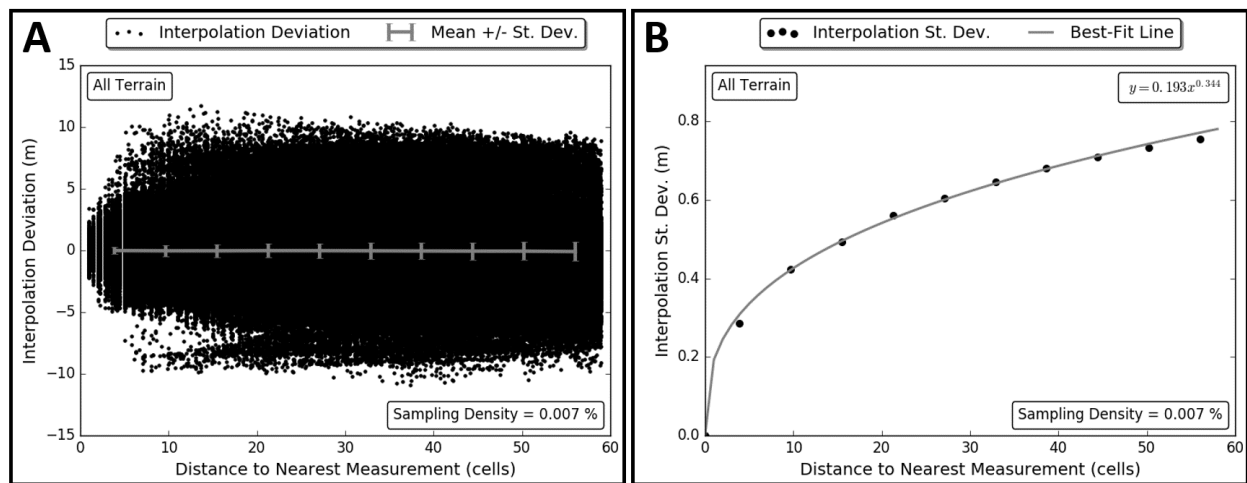 A
Interpolation Deviation
Mean +/- St. Dev.
All Terrain
15
10
5
0
−5
−10
−15
Interpolation Deviation (m)
Sampling Density = 0.007 %
0 10 20 30 40 50 60
Distance to Nearest Measurement (cells)
B
Interpolation St. Dev.
Best-Fit Line
All Terrain
y = 0.193x^0.344
0.8
0.6
0.4
0.2
0.0
Interpolation St. Dev. (m)
Sampling Density = 0.007 %
0 10 20 30 40 50 60
Distance to Nearest Measurement (cells)